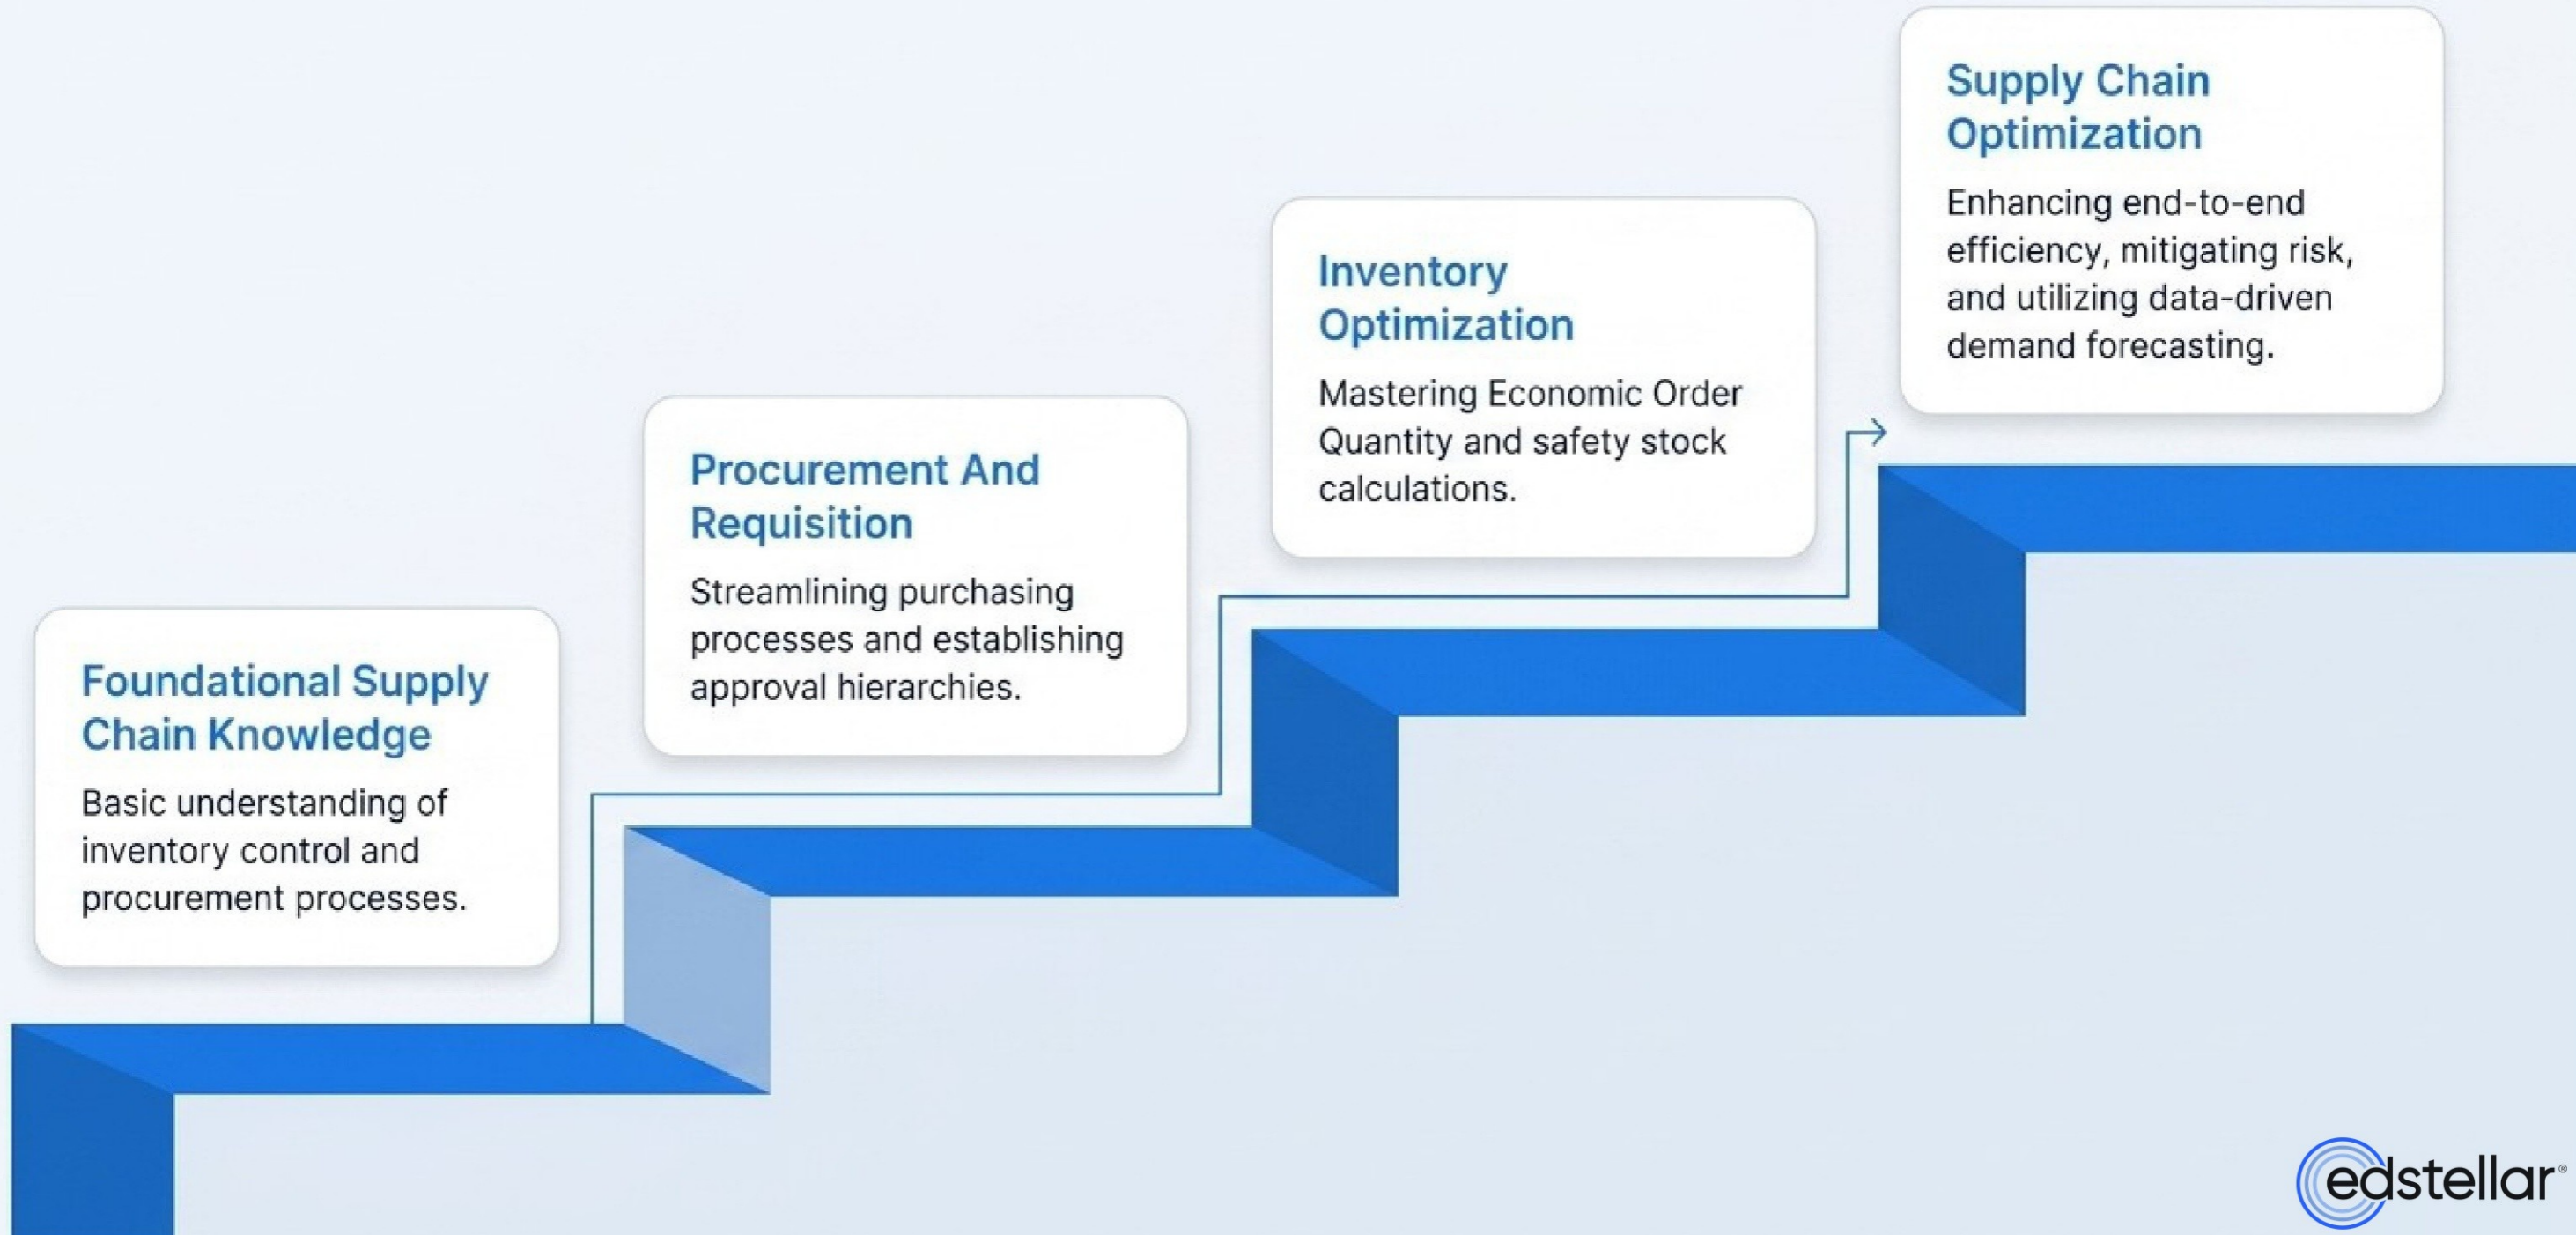 Foundational Supply
Chain Knowledge
Basic understanding of
inventory control and
procurement processes.
Procurement And
Requisition
Streamlining purchasing
processes and establishing
approval hierarchies.
Inventory
Optimization
Mastering Economic Order
Quantity and safety stock
calculations.
Supply Chain
Optimization
Enhancing end-to-end
efficiency, mitigating risk,
and utilizing data-driven
demand forecasting.
edstellar®